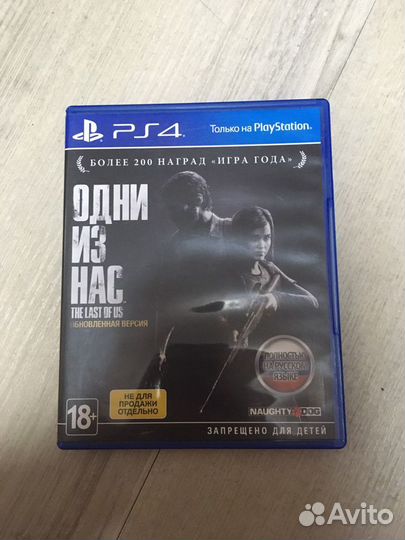 PS4
Только на PlayStation.
БОЛЕЕ 200 НАГРАД «ИГРА ГОДА»
ОДНИ
ИЗ
НАС
THE LAST OF US
ОБНОВЛЕННАЯ ВЕРСИЯ
ПОЛНОСТЬЮ
НА РУССКОМ
ЯЗЫКЕ
НЕ ДЛЯ
ПРОДАЖИ
ОТДЕЛЬНО
18+
NAUGHTY DOG
ЗАПРЕЩЕНО ДЛЯ ДЕТЕЙ
Avito